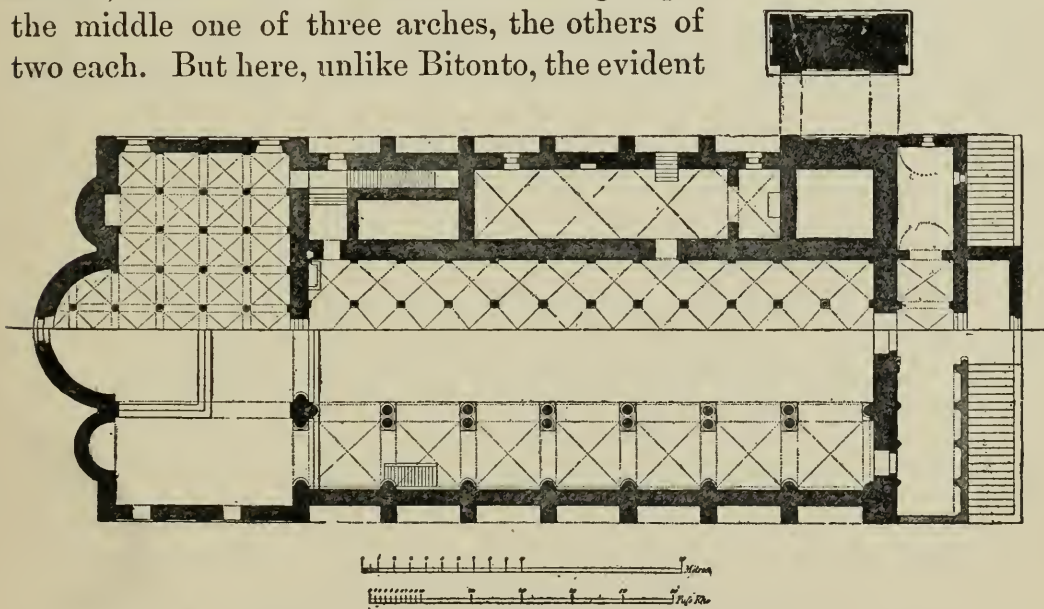 the middle one of three arches, the others of
two each. But here, unlike Bitonto, the evident